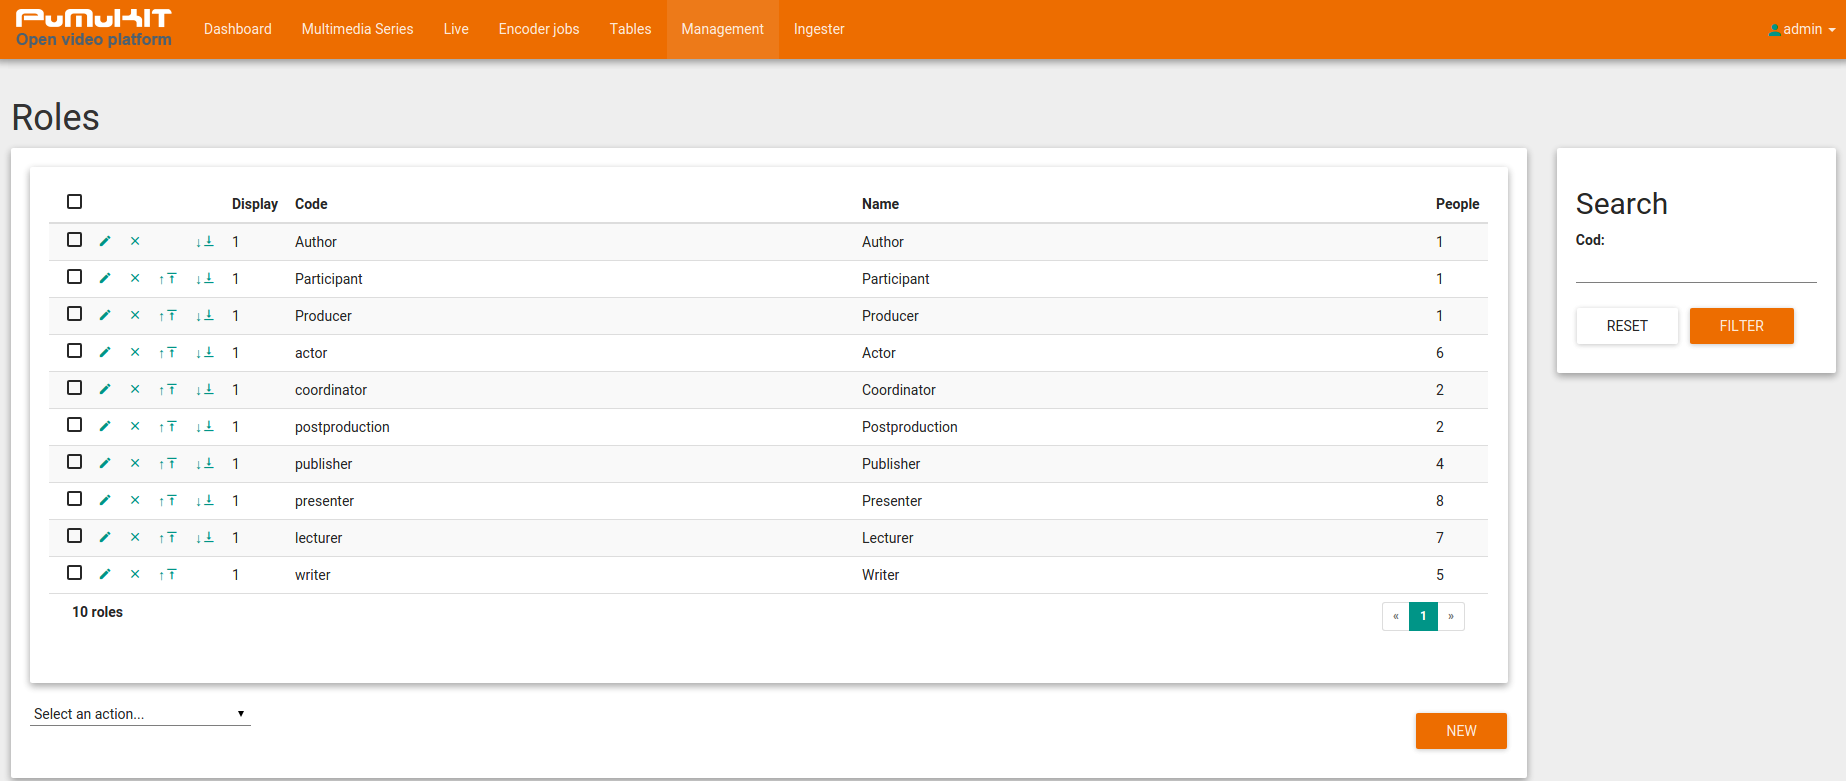 PuMuKIT
Open video platform
Dashboard Multimedia Series Live Encoder jobs Tables Management Ingester admin
Roles
Display Code Name People
1 Author Author 1
1 Participant Participant 1
1 Producer Producer 1
1 actor Actor 6
1 coordinator Coordinator 2
1 postproduction Postproduction 2
1 publisher Publisher 4
1 presenter Presenter 8
1 lecturer Lecturer 7
1 writer Writer 5
10 roles
« 1 »
Select an action...
NEW
Search
Cod:
RESET FILTER